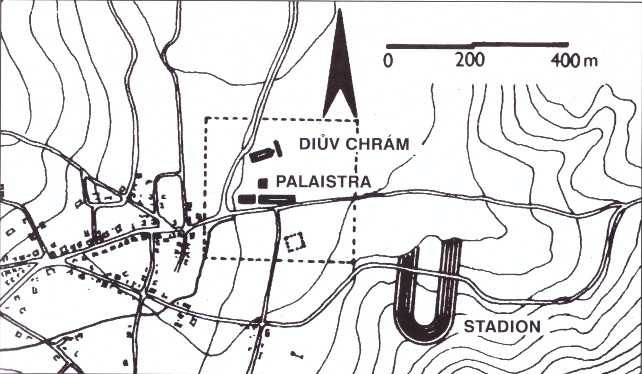 0 200 400 m
DIŮV CHRÁM
PALAISTRA
STADION